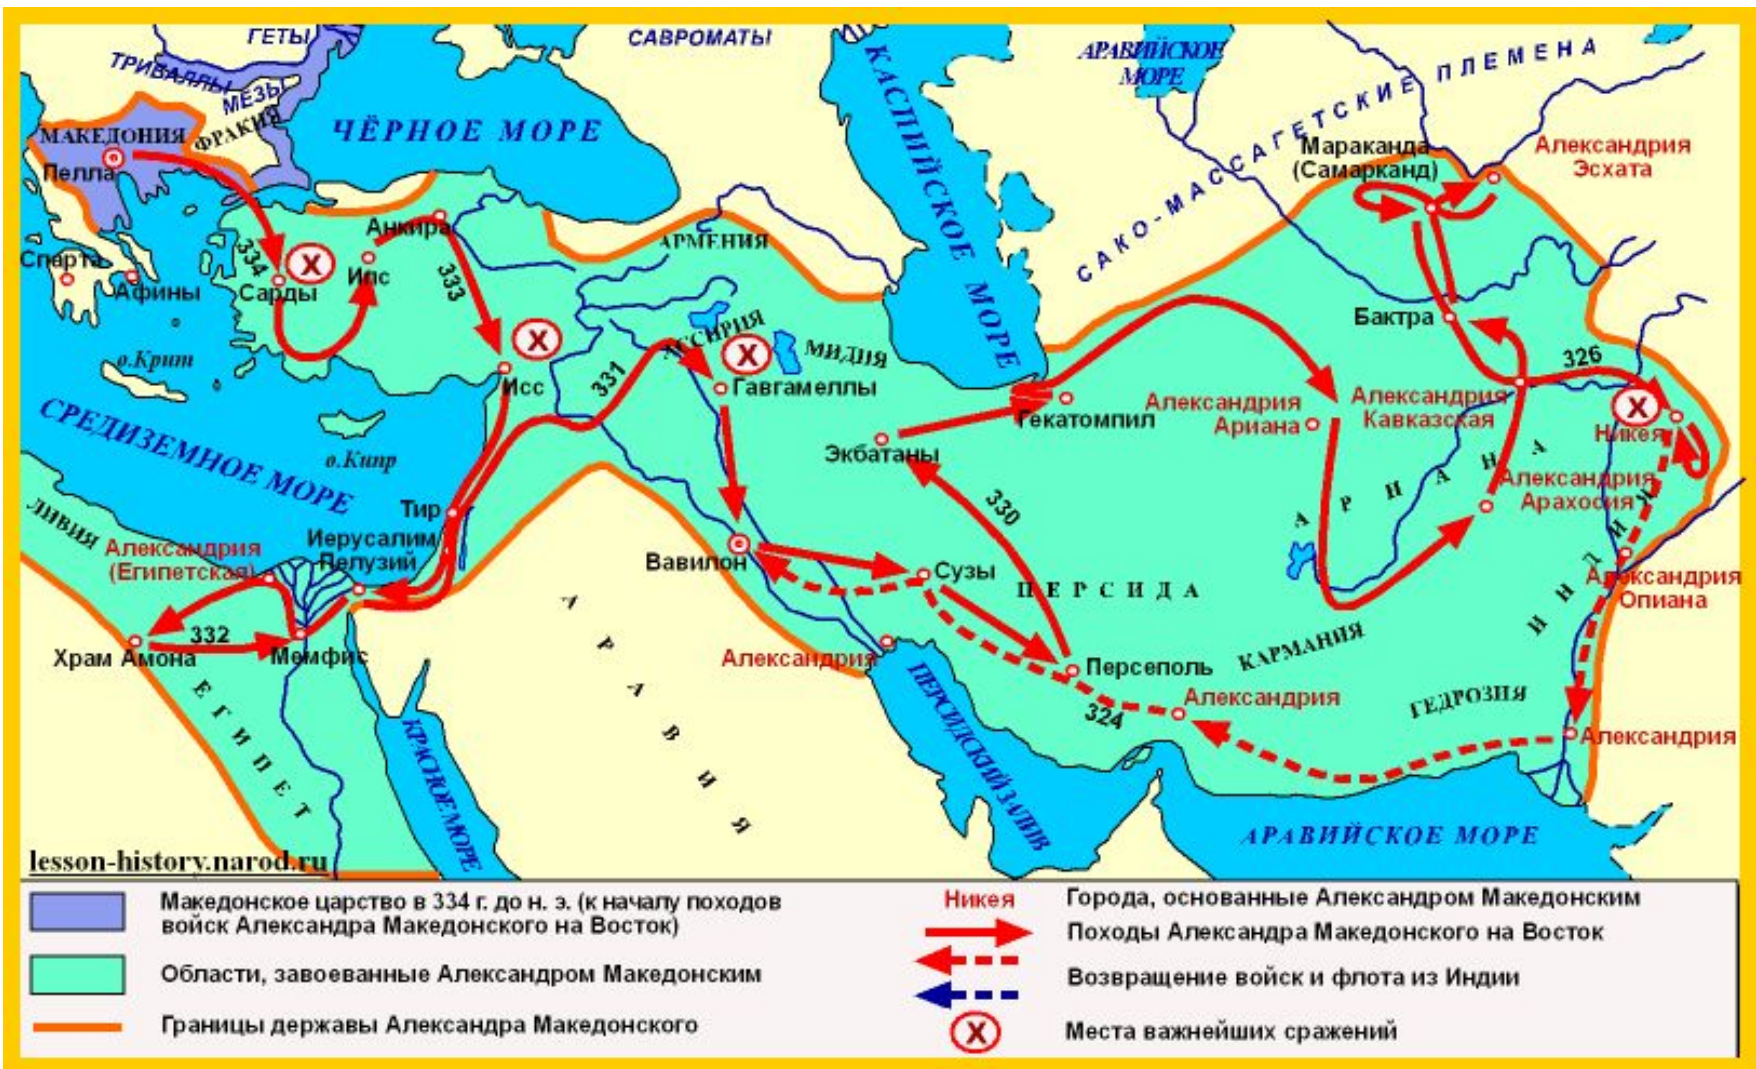 ГЕТЫ
САВРОМАТЫ
ТРИБАЛЛЫ
МЕЗЫ
МАКЕДОНИЯ
ФРАКИЯ
Пелла
ЧЁРНОЕ МОРЕ
КАСПИЙСКОЕ МОРЕ
АРАВИЙСКОЕ
МОРЕ
САКО-МАССАГЕТСКИЕ ПЛЕМЕНА
Мараканда
(Самарканд)
Александрия
Эсхата
Анкира
АРМЕНИЯ
Спарта
Афины
334
Сарды
Ипс
333
о.Крит
Исс
331
АССИРИЯ
МИДИЯ
Гавгамеллы
Бактра
326
Гекатомпил
Александрия
Ариана
Александрия
Кавказская
Никея
СРЕДИЗЕМНОЕ МОРЕ
о.Кипр
Экбатаны
АРИАНА
Александрия
Арахосия
ЛИВИЯ
Тир
Иерусалим
Пелузий
Александрия
(Египетская)
330
Вавилон
Сузы
ПЕРСИДА
ИНДИЯ
Александрия
Опиана
332
Храм Амона
Мемфис
АРАВИЯ
Александрия
Персеполь
КАРМАНИЯ
Александрия
324
ГЕДРОЗИЯ
Александрия
ЕГИПЕТ
КРАСНОЕ МОРЕ
ПЕРСИДСКИЙ ЗАЛИВ
АРАВИЙСКОЕ МОРЕ
lesson-history.narod.ru
Македонское царство в 334 г. до н. э. (к началу походов
войск Александра Македонского на Восток)
Области, завоеванные Александром Македонским
Границы державы Александра Македонского
Никея
Города, основанные Александром Македонским
Походы Александра Македонского на Восток
Возвращение войск и флота из Индии
X
Места важнейших сражений